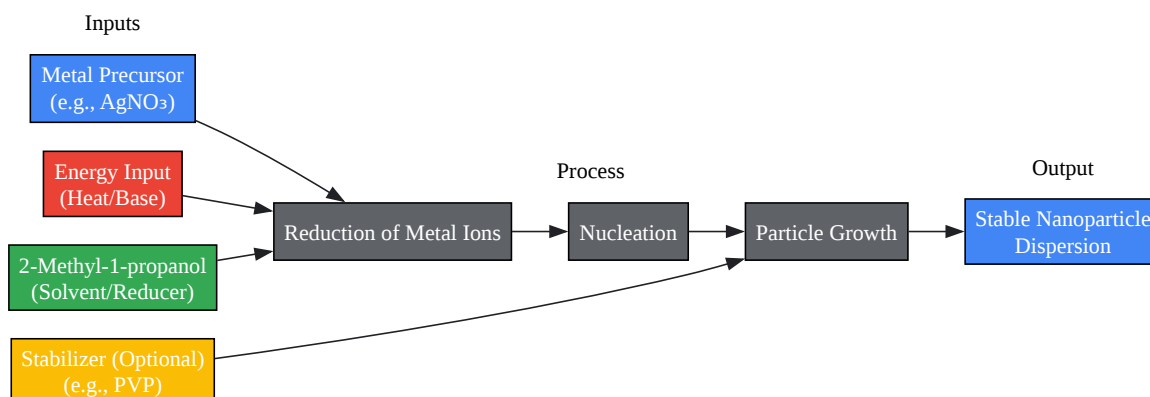 Inputs
Metal Precursor
(e.g., AgNO₃)
Energy Input
(Heat/Base)
2-Methyl-1-propanol
(Solvent/Reducer)
Stabilizer (Optional)
(e.g., PVP)
Process
Reduction of Metal Ions
Nucleation
Particle Growth
Output
Stable Nanoparticle
Dispersion